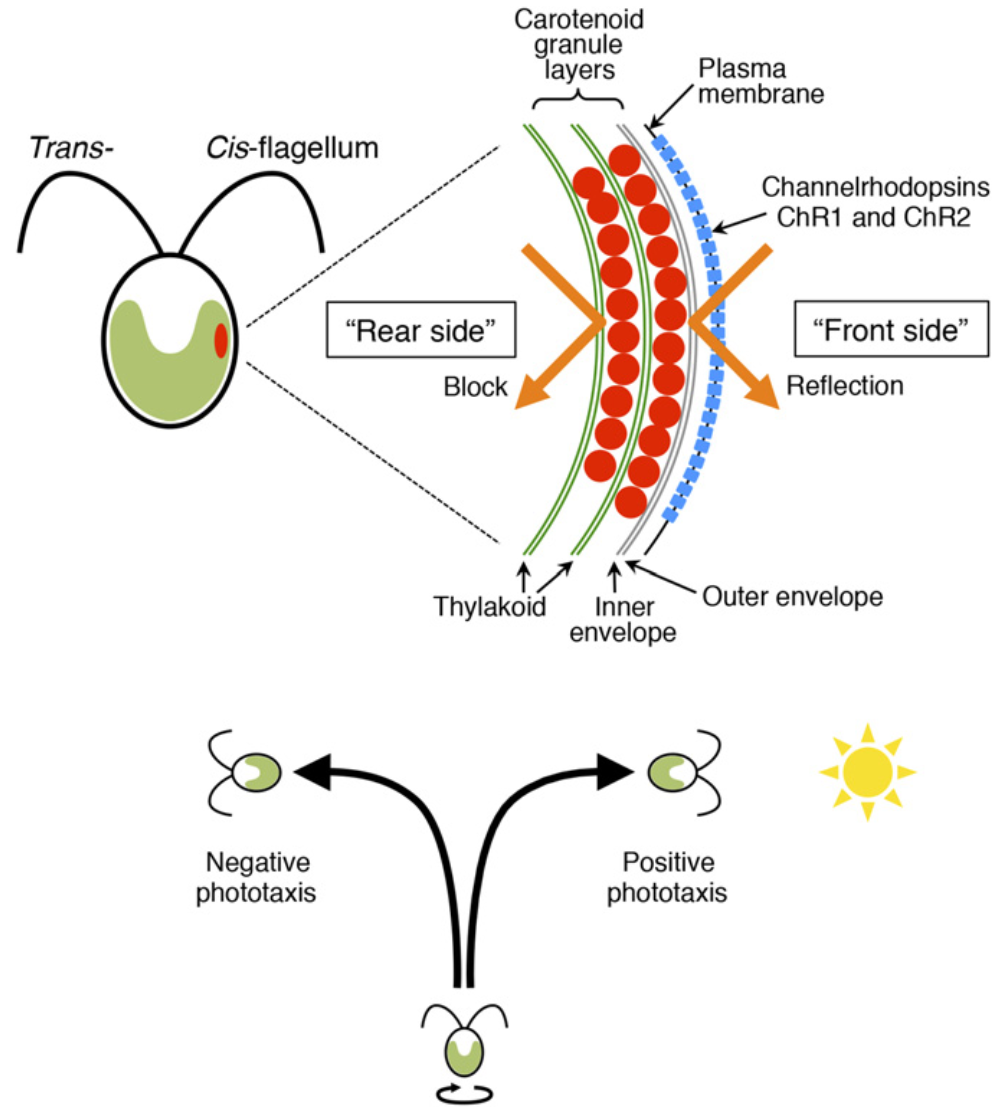 Carotenoid
granule
layers
Plasma
membrane
Trans-
Cis-flagellum
Channelrhodopsins
ChR1 and ChR2
“Rear side”
“Front side”
Block
Reflection
Thylakoid
Inner
envelope
Outer envelope
Negative
phototaxis
Positive
phototaxis